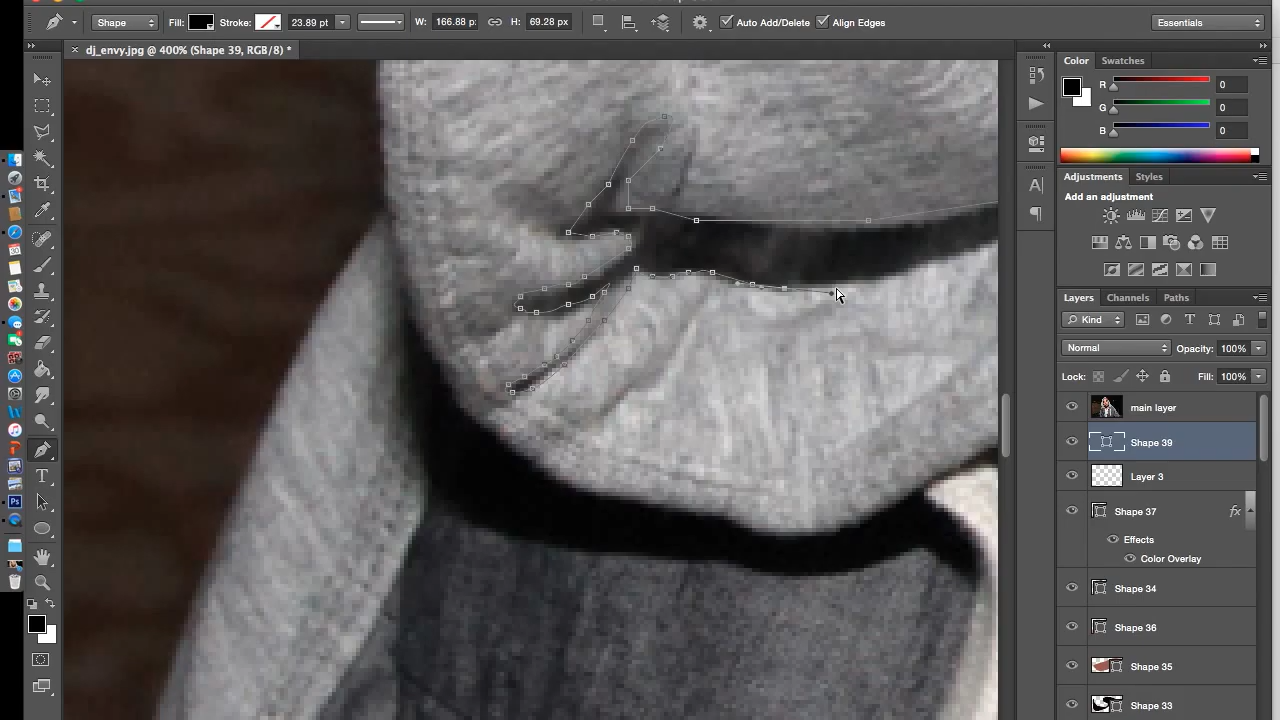 Shape
Fill:
Stroke:
23.89 pt
W:
166.88 px
H:
69.28 px
Auto Add/Delete
Align Edges
Essentials
× dj_envy.jpg @ 400% (Shape 39, RGB/8) *
Color
Swatches
R
0
G
0
B
0
Adjustments
Styles
Add an adjustment
Layers
Channels
Paths
Kind
Normal
Opacity: 100%
Lock:
Fill: 100%
main layer
Shape 39
Layer 3
Shape 37
fx
Effects
Color Overlay
Shape 34
Shape 36
Shape 35
Shape 33